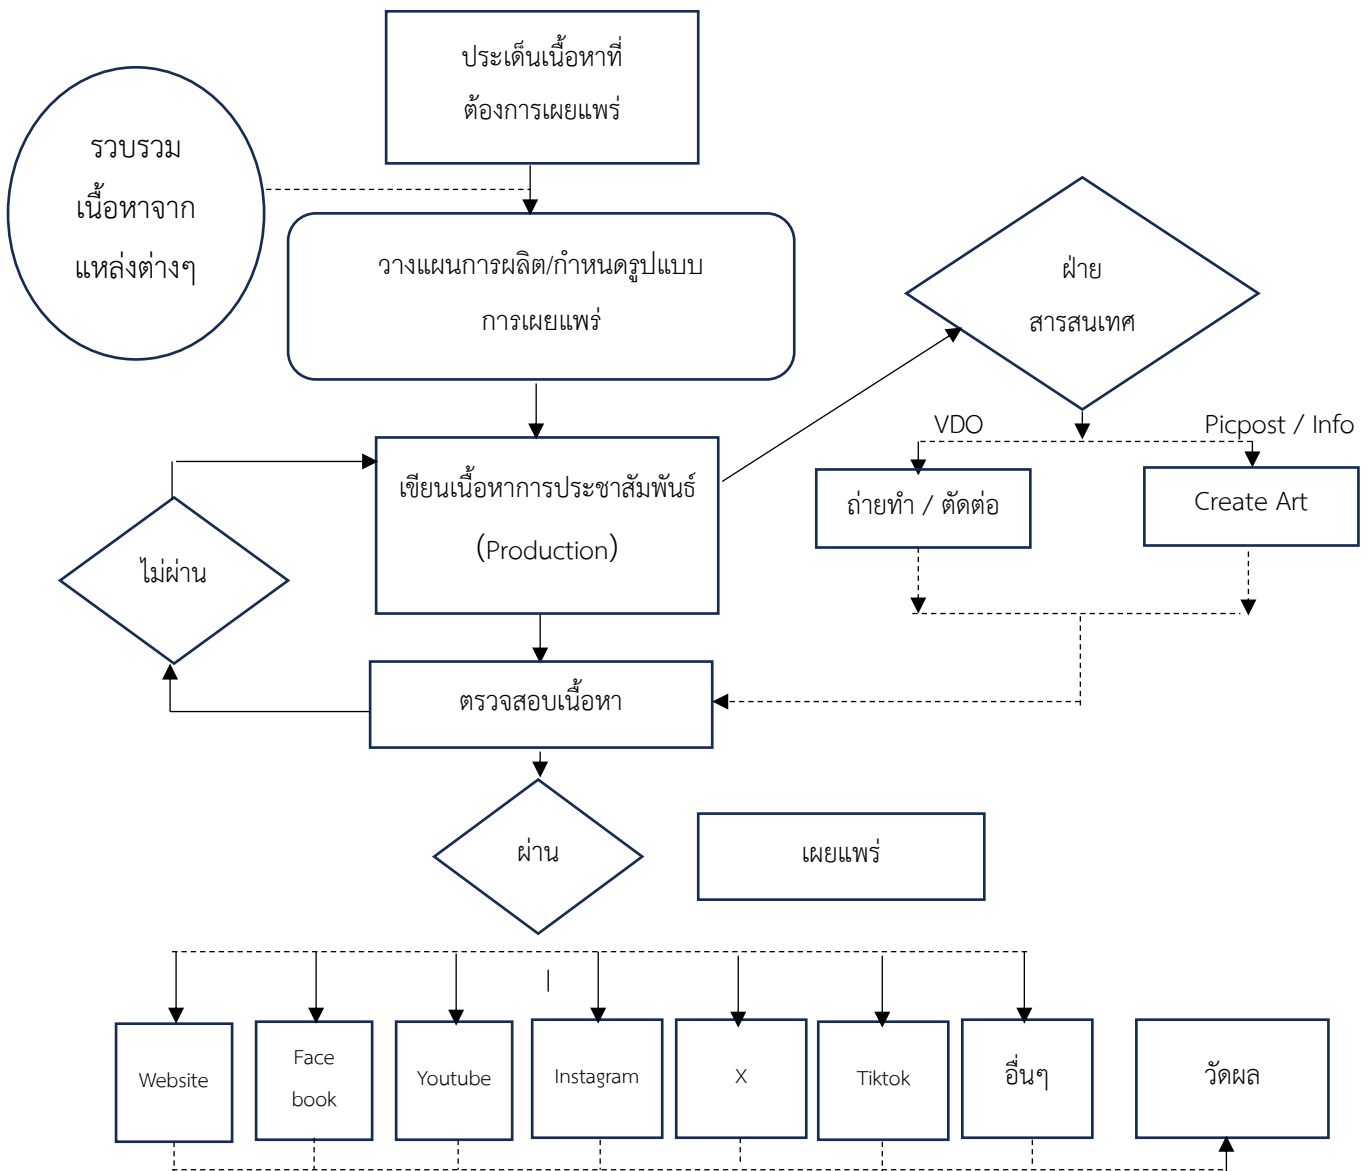 ประเด็นเนื้อหาที่
ต้องการเผยแพร่
รวบรวม
เนื้อหาจาก
แหล่งต่างๆ
วางแผนการผลิต/กำหนดรูปแบบ
การเผยแพร่
ฝ่าย
สารสนเทศ
VDO
Picpost / Info
เขียนเนื้อหาการประชาสัมพันธ์
(Production)
ถ่ายทำ / ตัดต่อ
Create Art
ไม่ผ่าน
ตรวจสอบเนื้อหา
ผ่าน
เผยแพร่
Website
Face
book
Youtube
Instagram
X
Tiktok
อื่นๆ
วัดผล